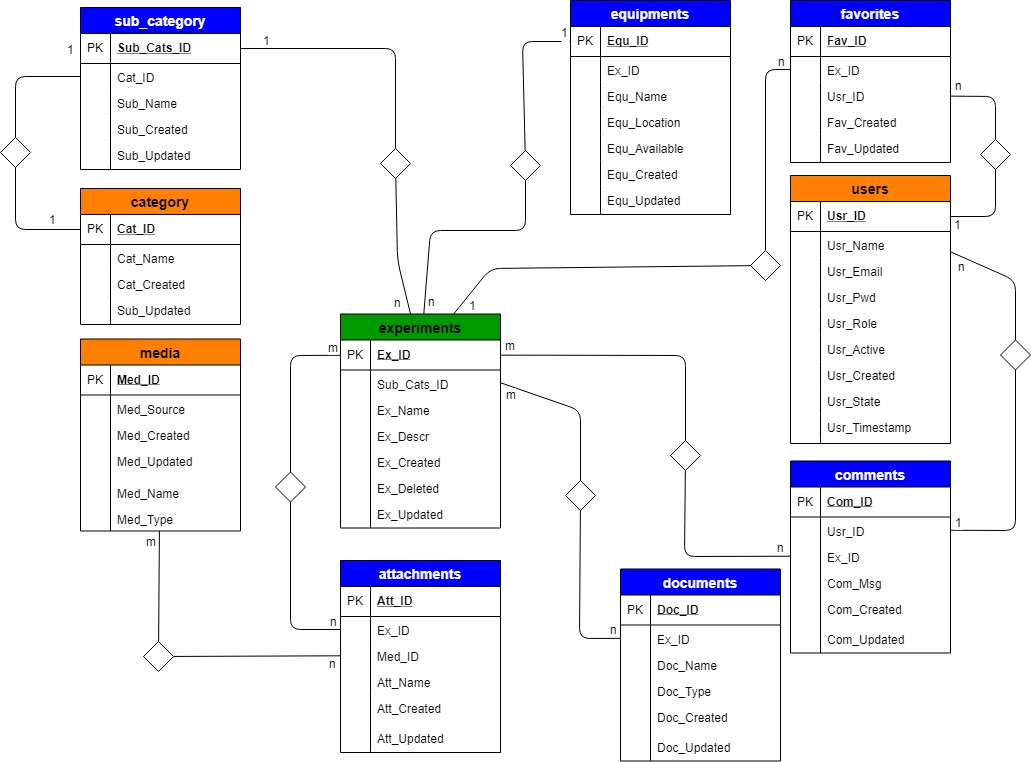 sub_category
1
PK Sub_Cats_ID
1
Cat_ID
Sub_Name
Sub_Created
Sub_Updated
category
1
PK Cat_ID
Cat_Name
Cat_Created
Sub_Updated
media
PK Med_ID
Med_Source
Med_Created
Med_Updated
Med_Name
Med_Type
m
equipments
1
PK Equ_ID
Ex_ID
Equ_Name
Equ_Location
Equ_Available
Equ_Created
Equ_Updated
favorites
PK Fav_ID
n
Ex_ID
Usr_ID
n
Fav_Created
Fav_Updated
users
PK Usr_ID
1
Usr_Name
n
Usr_Email
Usr_Pwd
Usr_Role
Usr_Active
Usr_Created
Usr_State
Usr_Timestamp
n
n
1
experiments
m
PK Ex_ID
m
Sub_Cats_ID
m
Ex_Name
Ex_Descr
Ex_Created
Ex_Deleted
Ex_Updated
attachments
PK Att_ID
n
Ex_ID
n
Med_ID
Att_Name
Att_Created
Att_Updated
documents
PK Doc_ID
n
Ex_ID
Doc_Name
Doc_Type
Doc_Created
Doc_Updated
comments
PK Com_ID
1
Usr_ID
n
Ex_ID
Com_Msg
Com_Created
Com_Updated